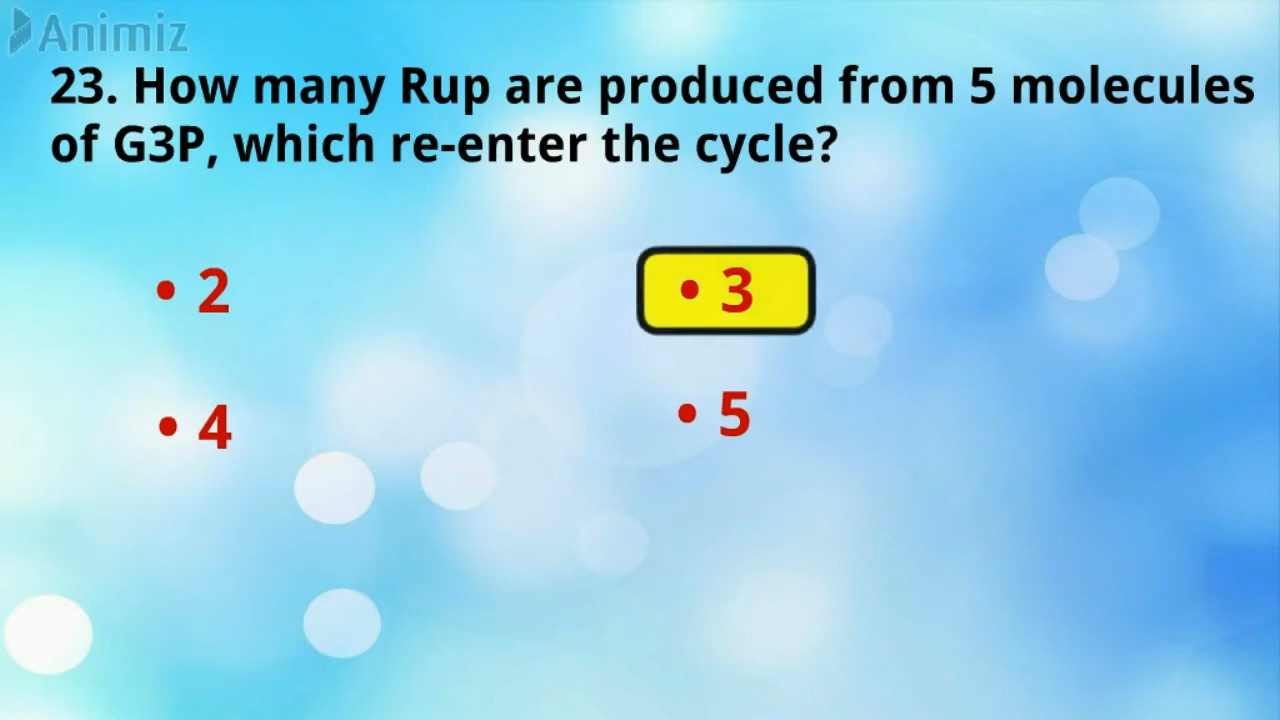 Animiz
23. How many Rup are produced from 5 molecules
of G3P, which re-enter the cycle?
• 2
• 3
• 4
• 5